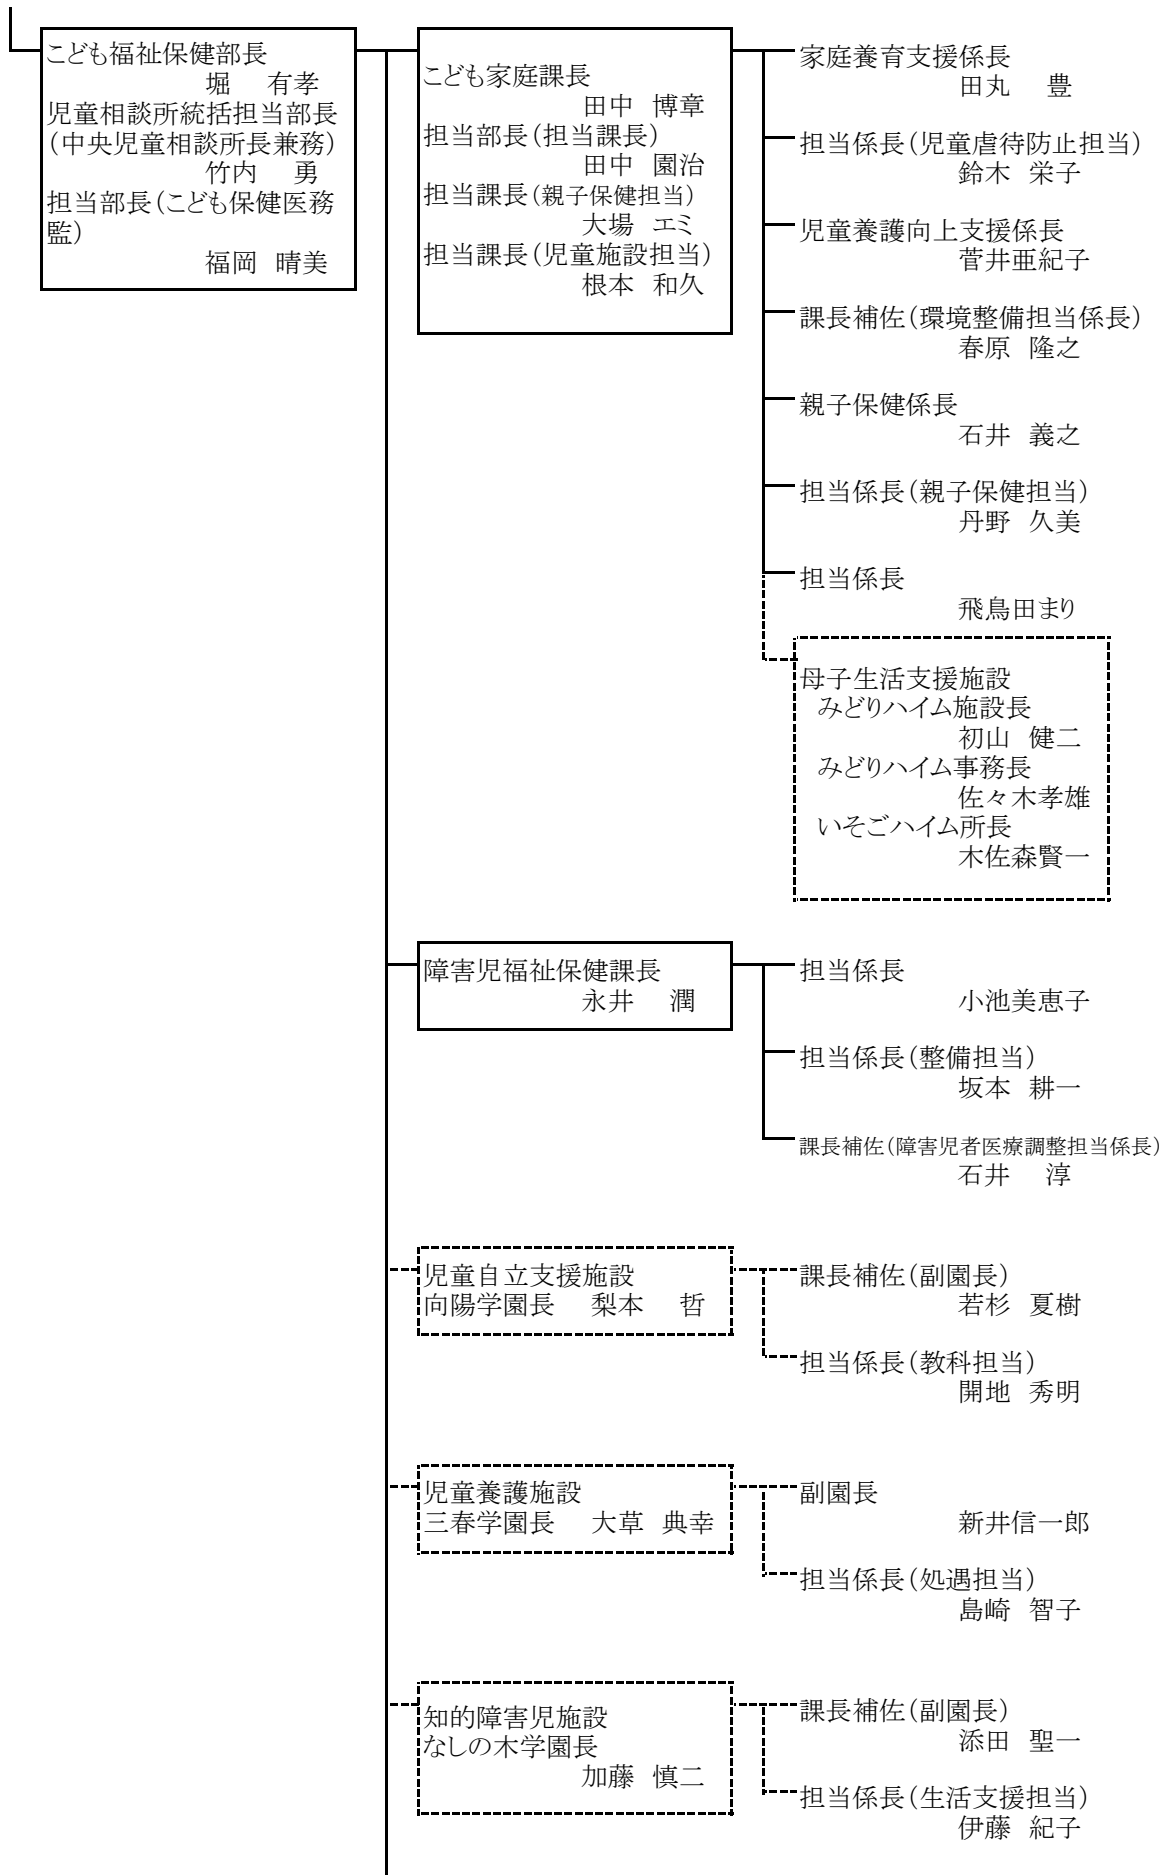 こども福祉保健部長
堀　有孝
児童相談所統括担当部長
(中央児童相談所長兼務)
竹内　勇
担当部長(こども保健医務
監)
福岡 晴美
こども家庭課長
田中 博章
担当部長(担当課長)
田中 園治
担当課長(親子保健担当)
大場 エミ
担当課長(児童施設担当)
根本 和久
家庭養育支援係長
田丸　豊
担当係長(児童虐待防止担当)
鈴木 栄子
児童養護向上支援係長
菅井亜紀子
課長補佐(環境整備担当係長)
春原 隆之
親子保健係長
石井 義之
担当係長(親子保健担当)
丹野 久美
担当係長
飛鳥田まり
母子生活支援施設
みどりハイム施設長
初山 健二
みどりハイム事務長
佐々木孝雄
いそごハイム所長
木佐森賢一
障害児福祉保健課長
永井　潤
担当係長
小池美恵子
担当係長(整備担当)
坂本 耕一
課長補佐(障害児者医療調整担当係長)
石井　淳
児童自立支援施設
向陽学園長　梨本　哲
課長補佐(副園長)
若杉 夏樹
担当係長(教科担当)
開地 秀明
児童養護施設
三春学園長　大草 典幸
副園長
新井信一郎
担当係長(処遇担当)
島崎 智子
知的障害児施設
なしの木学園長
加藤 慎二
課長補佐(副園長)
添田 聖一
担当係長(生活支援担当)
伊藤 紀子